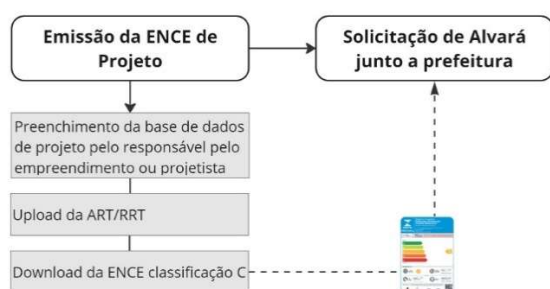 Emissão da ENCE de
Projeto
Solicitação de Alvará
junto a prefeitura
Preenchimento da base de dados
de projeto pelo responsável pelo
empreendimento ou projetista
Upload da ART/RRT
Download da ENCE classificação C